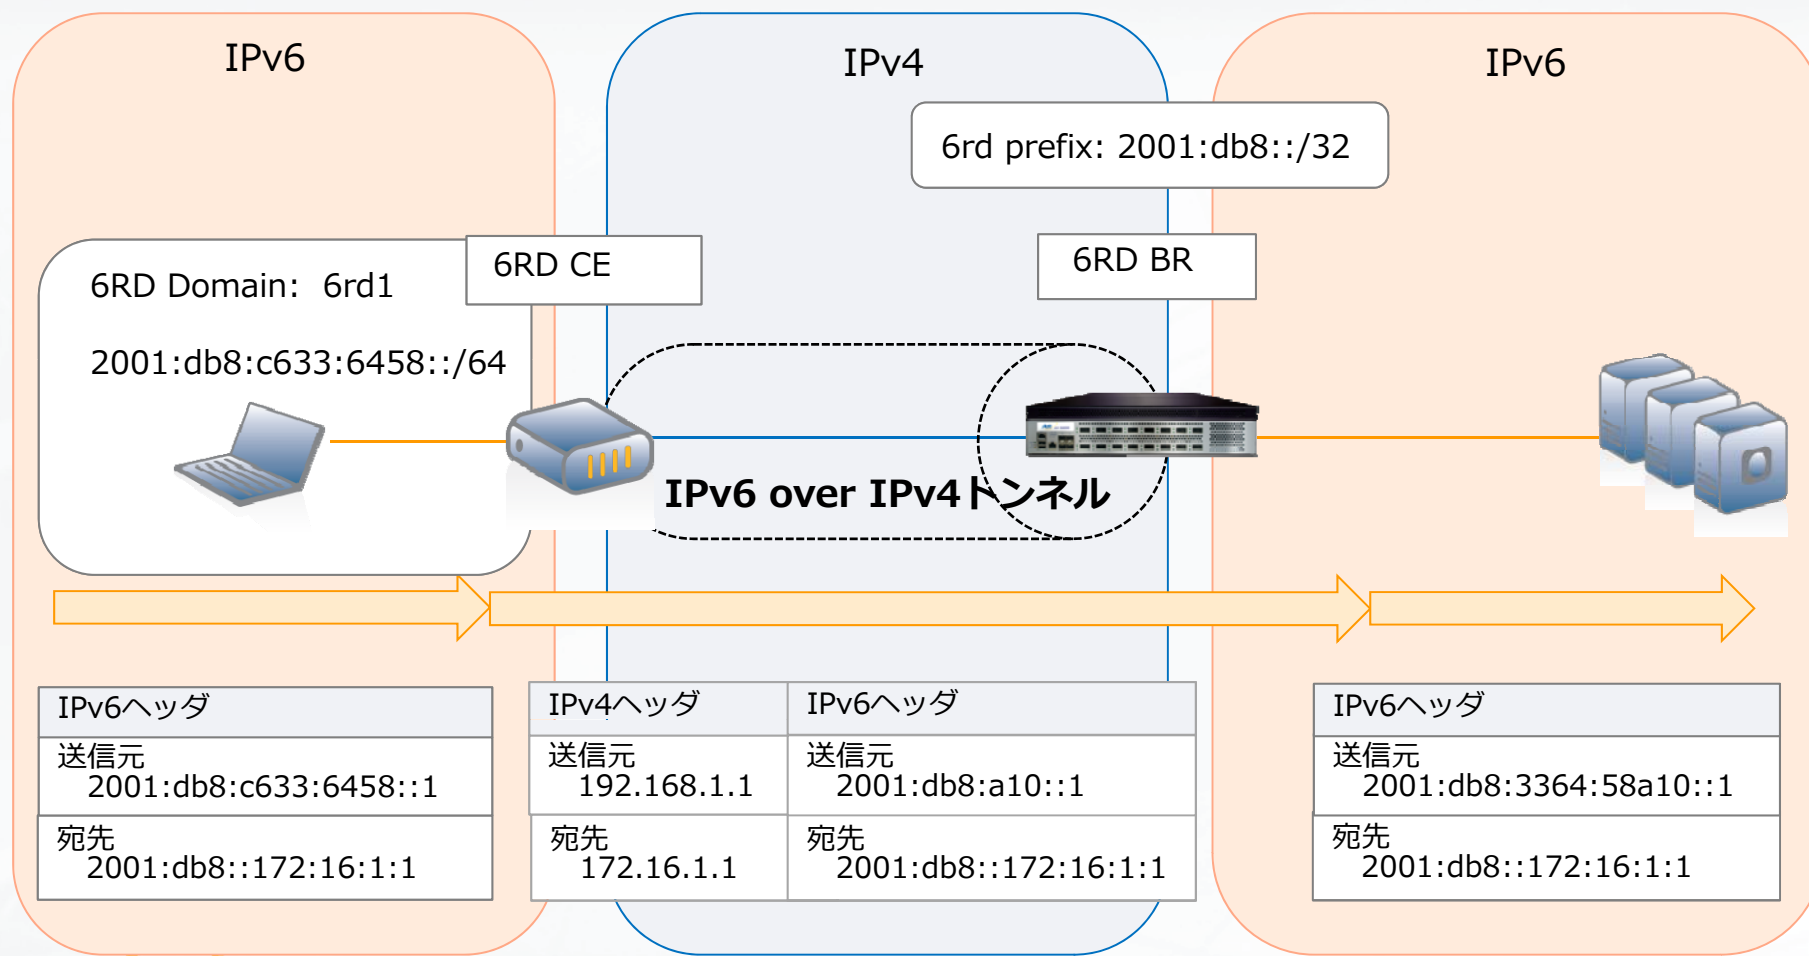 IPv6
IPv4
IPv6
6rd prefix: 2001:db8::/32
6RD Domain:  6rd1
2001:db8:c633:6458::/64
6RD CE
6RD BR
IPv6 over IPv4トンネル
IPv6ヘッダ
送信元
2001:db8:c633:6458::1
宛先
2001:db8::172:16:1:1
IPv4ヘッダ
送信元
192.168.1.1
宛先
172.16.1.1
IPv6ヘッダ
送信元
2001:db8:a10::1
宛先
2001:db8::172:16:1:1
IPv6ヘッダ
送信元
2001:db8:3364:58a10::1
宛先
2001:db8::172:16:1:1